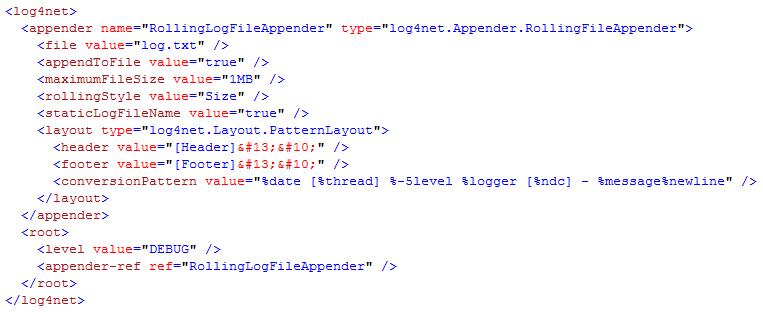 <log4net>
<appender name="RollingLogFileAppender" type="log4net.Appender.RollingFileAppender">
<file value="log.txt" />
<appendToFile value="true" />
<maximumFileSize value="1MB" />
<rollingStyle value="Size" />
<staticLogFileName value="true" />
<layout type="log4net.Layout.PatternLayout">
<header value="[Header]&#13;&#10;" />
<footer value="[Footer]&#13;&#10;" />
<conversionPattern value="%date [%thread] %-5level %logger [%ndc] - %message%newline" />
</layout>
</appender>
<root>
<level value="DEBUG" />
<appender-ref ref="RollingLogFileAppender" />
</root>
</log4net>